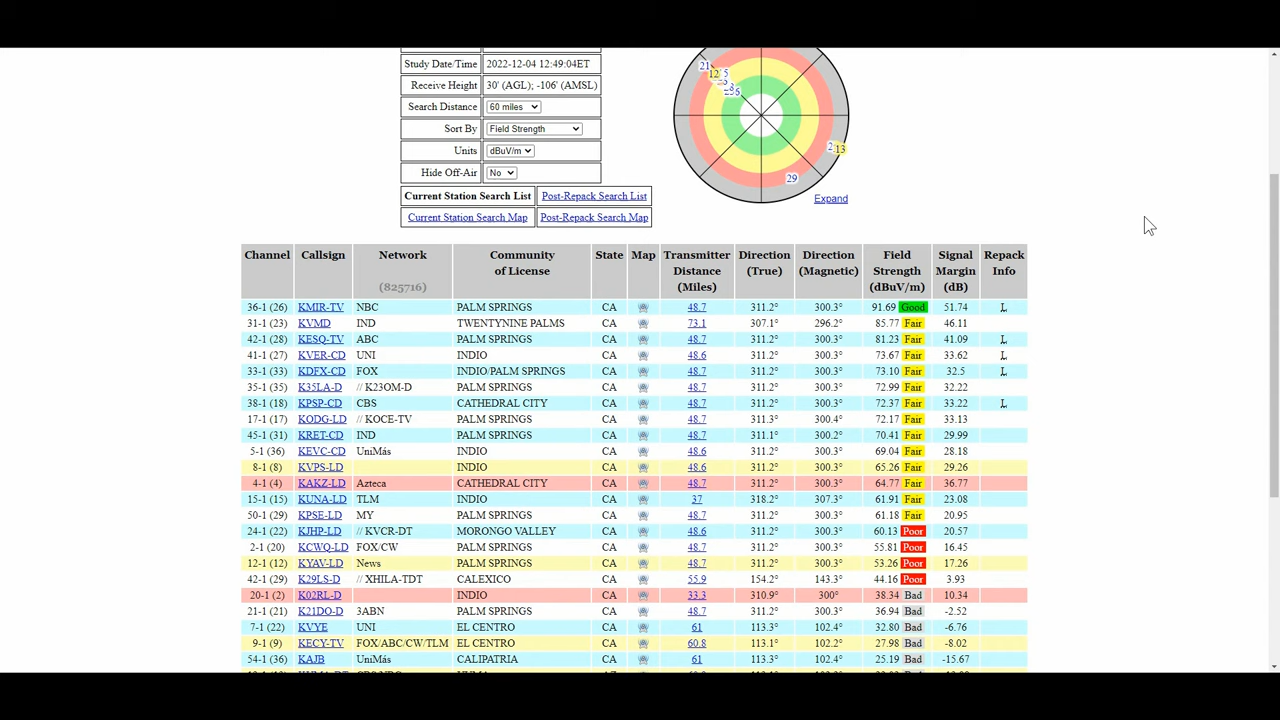 Study Date/Time 2022-12-04 12:49:04ET
Receive Height 30' (AGL); -106' (AMSL)
Search Distance 60 miles
Sort By Field Strength
Units dBuV/m
Hide Off-Air No
Current Station Search List Post-Repack Search List
Current Station Search Map Post-Repack Search Map
21
12
13
29
Expand
Channel Callsign Network (825716) Community of License State Map Transmitter Distance (Miles) Direction (True) Direction (Magnetic) Field Strength (dBuV/m) Signal Margin (dB) Repack Info
36-1 (26) KMIR-TV NBC PALM SPRINGS CA 48.7 311.2° 300.3° 91.69 Good 51.74 L
31-1 (23) KVMD IND TWENTYNINE PALMS CA 73.1 307.1° 296.2° 85.77 Fair 46.11
42-1 (28) KESQ-TV ABC PALM SPRINGS CA 48.7 311.2° 300.3° 81.23 Fair 41.09 L
41-1 (27) KVER-CD UNI INDIO CA 48.6 311.2° 300.3° 73.67 Fair 33.62 L
33-1 (33) KDFX-CD FOX INDIO/PALM SPRINGS CA 48.7 311.2° 300.3° 73.10 Fair 32.5 L
35-1 (35) K35LA-D // K23OM-D PALM SPRINGS CA 48.7 311.2° 300.3° 72.99 Fair 32.22
38-1 (18) KPSP-CD CBS CATHEDRAL CITY CA 48.7 311.2° 300.3° 72.37 Fair 33.22 L
17-1 (17) KODG-LD // KOCE-TV PALM SPRINGS CA 48.7 311.3° 300.4° 72.17 Fair 33.13
45-1 (31) KRET-CD IND PALM SPRINGS CA 48.7 311.1° 300.2° 70.41 Fair 29.99
5-1 (36) KEVC-CD UniMás INDIO CA 48.6 311.2° 300.3° 69.04 Fair 28.18
8-1 (8) KVPS-LD INDIO CA 48.6 311.2° 300.3° 65.26 Fair 29.26
4-1 (4) KAKZ-LD Azteca CATHEDRAL CITY CA 48.7 311.2° 300.3° 64.77 Fair 36.77
15-1 (15) KUNA-LD TLM INDIO CA 37 318.2° 307.3° 61.91 Fair 23.08
50-1 (29) KPSE-LD MY PALM SPRINGS CA 48.7 311.2° 300.3° 61.18 Fair 20.95
24-1 (22) KJHP-LD // KVCR-DT MORONGO VALLEY CA 48.6 311.2° 300.3° 60.13 Poor 20.57
2-1 (20) KCWQ-LD FOX/CW PALM SPRINGS CA 48.7 311.2° 300.3° 55.81 Poor 16.45
12-1 (12) KYAV-LD News PALM SPRINGS CA 48.7 311.2° 300.3° 53.26 Poor 17.26
42-1 (29) K29LS-D // XHILA-TDT CALEXICO CA 55.9 154.2° 143.3° 44.16 Poor 3.93
20-1 (2) K02RL-D INDIO CA 33.3 310.9° 300° 38.34 Bad 10.34
21-1 (21) K21DO-D 3ABN PALM SPRINGS CA 48.7 311.2° 300.3° 36.94 Bad -2.52
7-1 (22) KVYE UNI EL CENTRO CA 61 113.1° 102.4° 32.80 Bad -6.76
9-1 (9) KECY-TV FOX/ABC/CW/TLM EL CENTRO CA 60.8 113.1° 102.2° 27.98 Bad -8.02
54-1 (36) KAJB UniMás CALIPATRIA CA 61 113.3° 102.4° 25.19 Bad -15.67